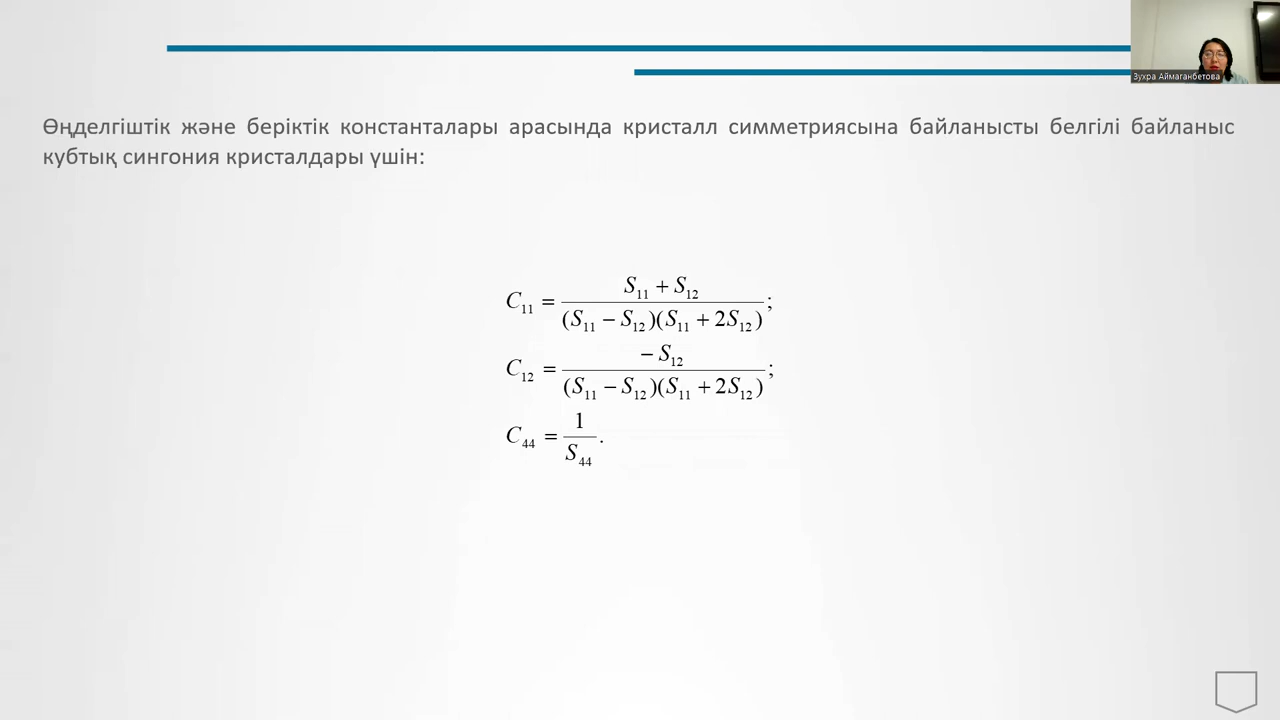 Зухра Аймаганбетова
Өңделгіштік және беріктік константалары арасында кристалл симметриясына байланысты белгілі байланыс
кубтық сингония кристалдары үшін:
C₁₁ = (S₁₁ + S₁₂) / ((S₁₁ − S₁₂)(S₁₁ + 2S₁₂));
C₁₂ = (− S₁₂) / ((S₁₁ − S₁₂)(S₁₁ + 2S₁₂));
C₄₄ = 1 / S₄₄.